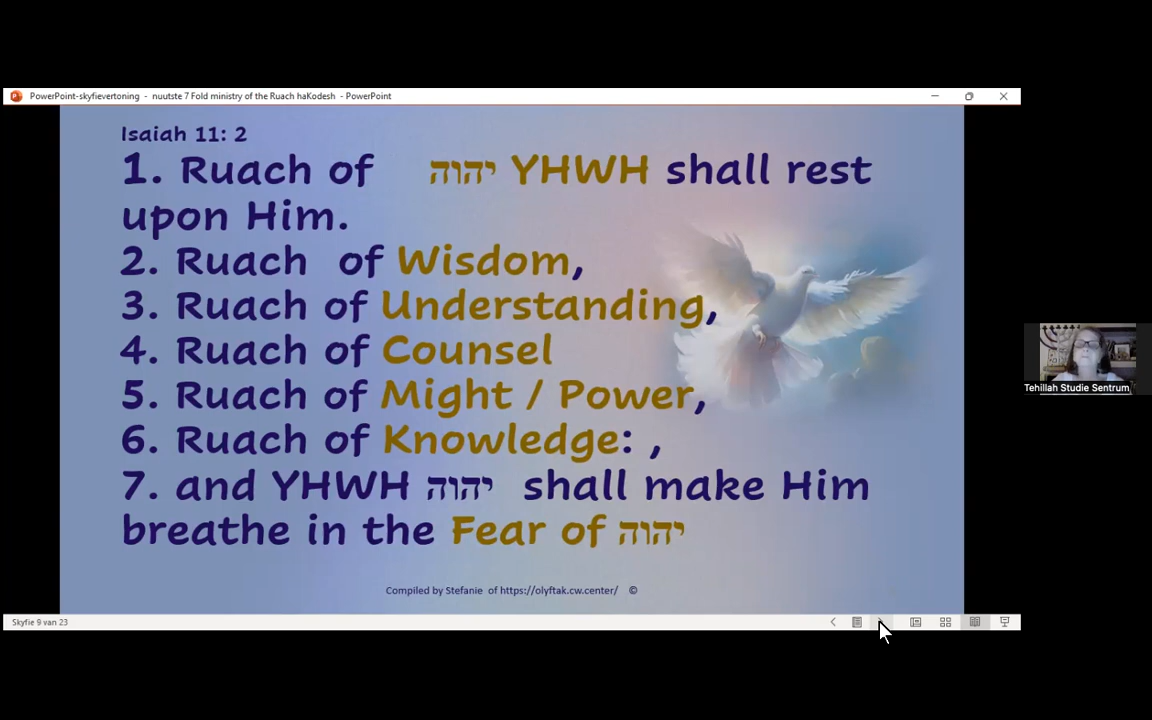 PowerPoint-skyfievertoning - nuutste 7 Fold ministry of the Ruach haKodesh - PowerPoint
Isaiah 11: 2
1. Ruach of יהוה YHWH shall rest
upon Him.
2. Ruach of Wisdom,
3. Ruach of Understanding,
4. Ruach of Counsel
5. Ruach of Might / Power,
6. Ruach of Knowledge: ,
7. and YHWH יהוה shall make Him
breathe in the Fear of יהוה
Compiled by Stefanie of https://olyftak.cw.center/ ©
Skyfie 9 van 23
Tehillah Studie Sentrum